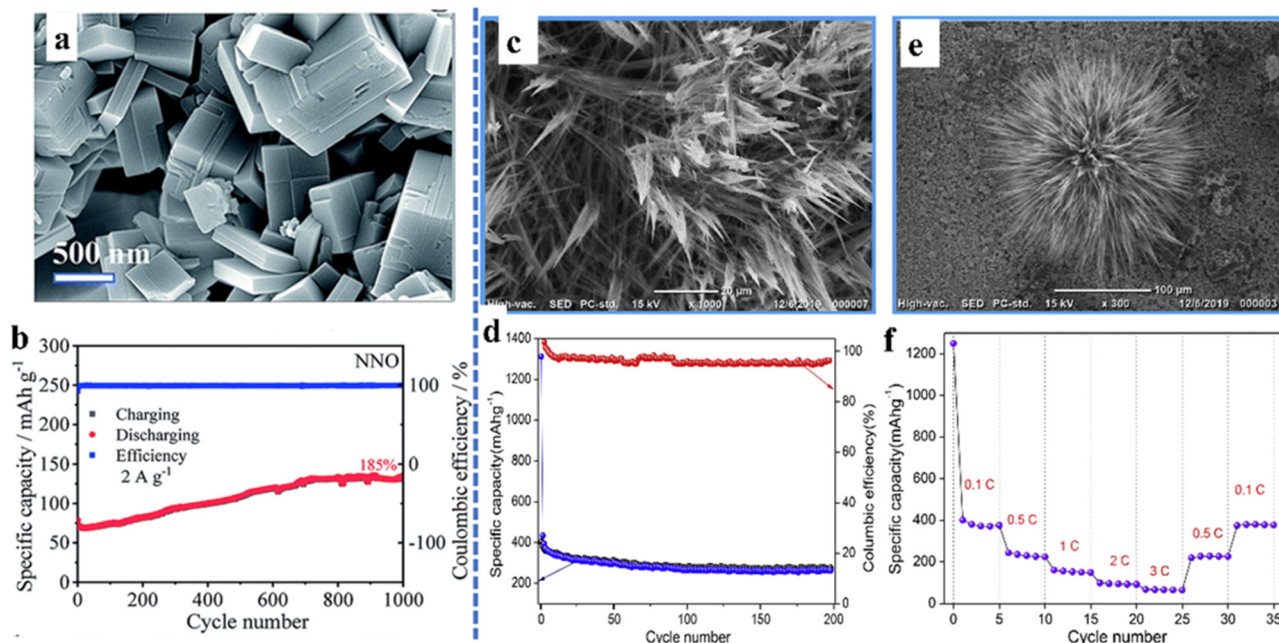 a
500 nm
b
300
250
200
150
100
50
0
Specific capacity / mAh g-1
NNO
Charging
Discharging
Efficiency
2 A g-1
185%
100
0
-100
Coulombic efficiency / %
0 200 400 600 800 1000
Cycle number
c
High-vac. SED PC-std. 15 kV x 1000 20 μm 12/6/2019 000007
d
1400
1200
1000
800
600
400
200
Specific capacity(mAhg-1)
100
80
60
40
20
0
Columbic efficiency(%)
0 50 100 150 200
Cycle number
e
High-vac. SED PC-std. 15 kV x 300 100 μm 12/6/2019 000003
f
1200
1000
800
600
400
200
0
Specific capacity(mAhg-1)
0.1 C
0.5 C
1 C
2 C
3 C
0.5 C
0.1 C
0 5 10 15 20 25 30 35
Cycle number